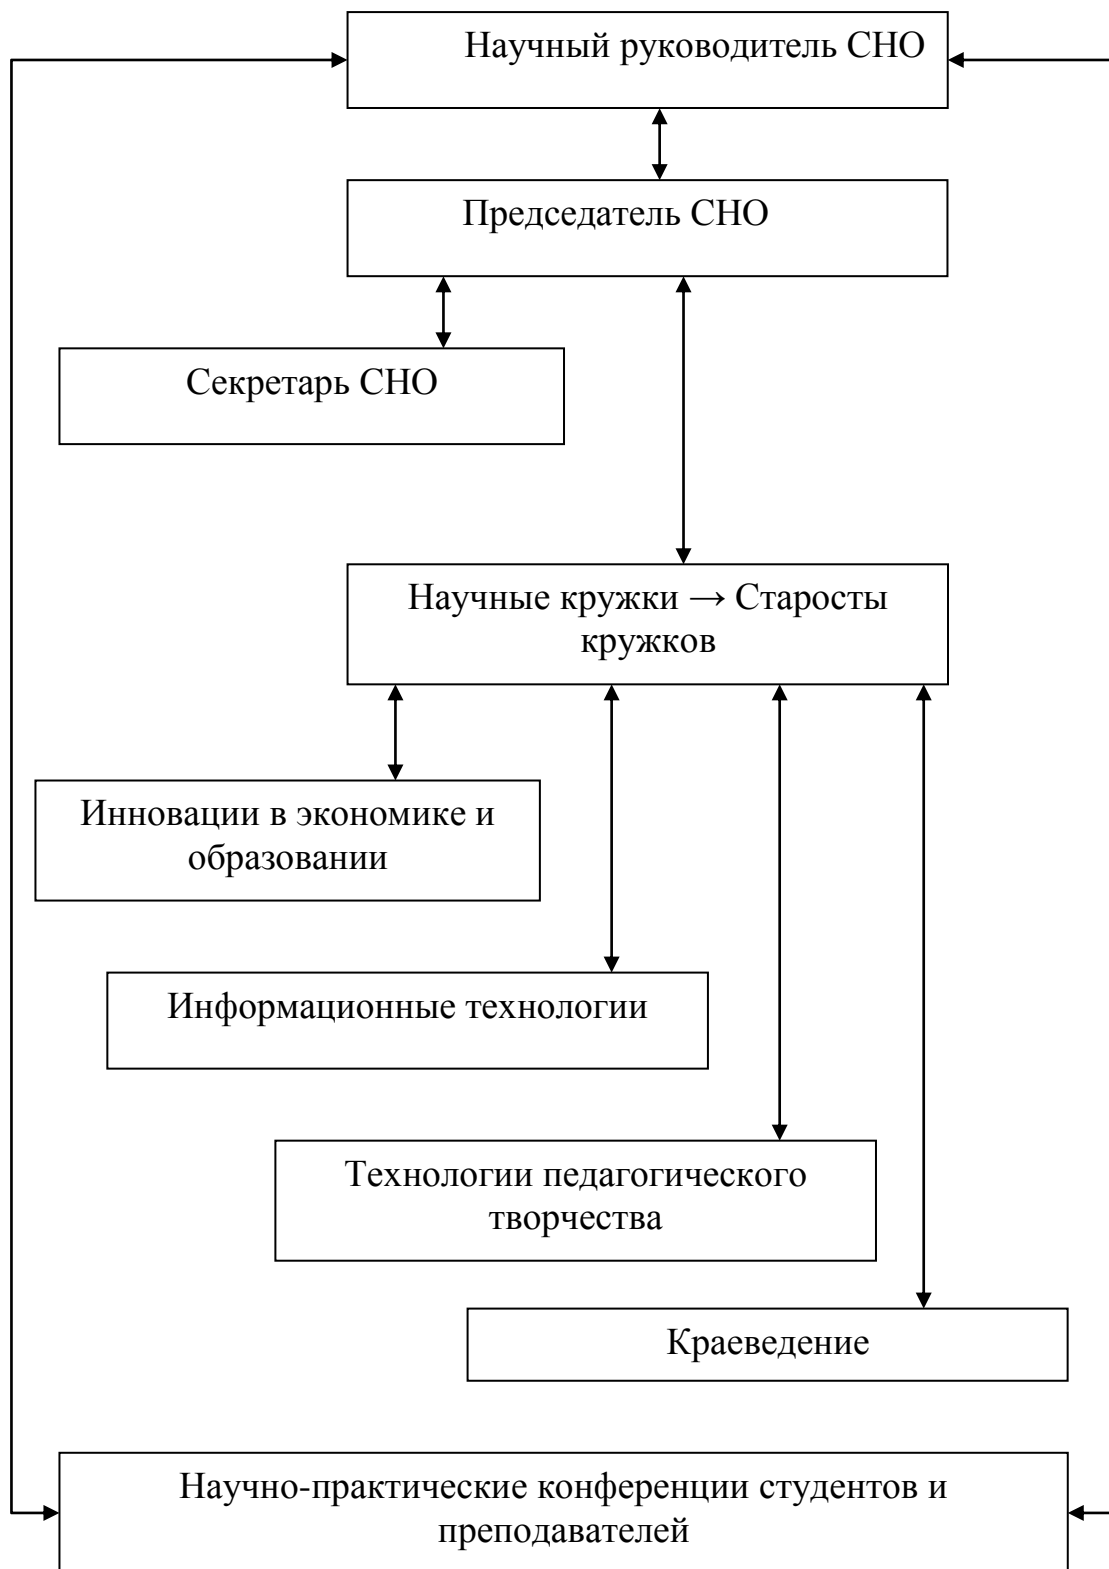 Научный руководитель СНО
Председатель СНО
Секретарь СНО
Научные кружки → Старосты
кружков
Инновации в экономике и
образовании
Информационные технологии
Технологии педагогического
творчества
Краеведение
Научно-практические конференции студентов и
преподавателей